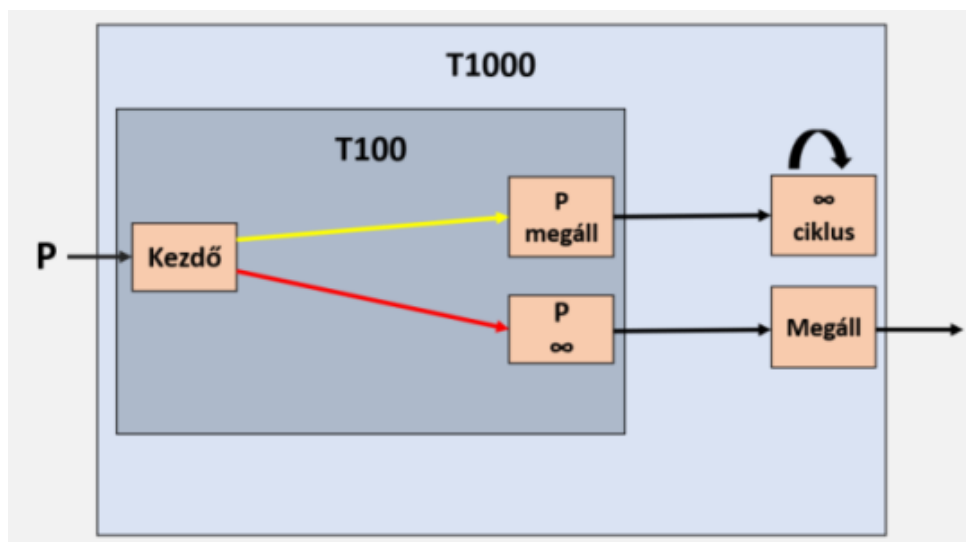 T1000
T100
P
Kezdő
P
megáll
∞
ciklus
P
∞
Megáll